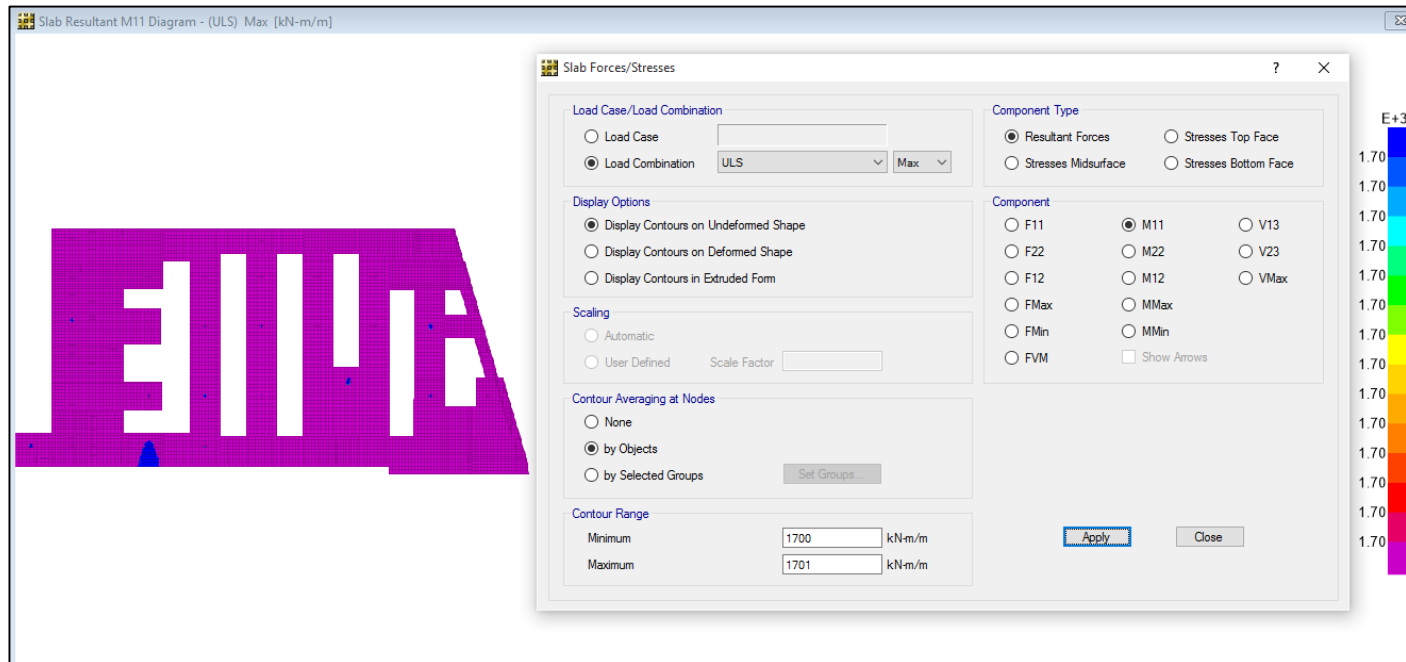 Slab Resultant M11 Diagram - (ULS) Max [kN-m/m]
Slab Forces/Stresses
?
Load Case/Load Combination
Load Case
Load Combination
ULS
Max
Component Type
Resultant Forces
Stresses Top Face
Stresses Midsurface
Stresses Bottom Face
Display Options
Display Contours on Undeformed Shape
Display Contours on Deformed Shape
Display Contours in Extruded Form
Component
F11
M11
V13
F22
M22
V23
F12
M12
VMax
FMax
MMax
FMin
MMin
FVM
Show Arrows
Scaling
Automatic
User Defined
Scale Factor
Contour Averaging at Nodes
None
by Objects
by Selected Groups
Set Groups...
Contour Range
Minimum
1700
kN-m/m
Maximum
1701
kN-m/m
Apply
Close
E+3
1.70
1.70
1.70
1.70
1.70
1.70
1.70
1.70
1.70
1.70
1.70
1.70
1.70
1.70